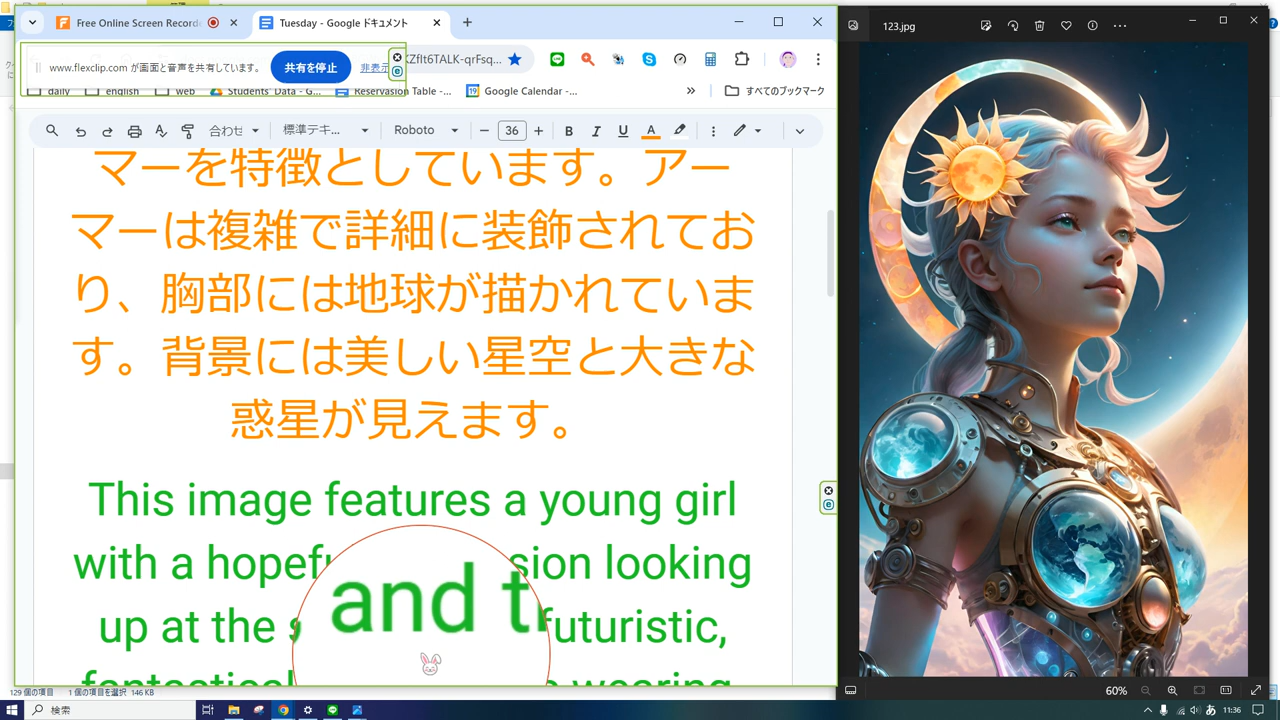 Free Online Screen Recorde
Tuesday - Google ドキュメント
123.jpg
www.flexclip.com が画面と音声を共有しています。
共有を停止
非表示
KZflt6TALK-qrFsq...
daily
english
web
Students' Data - G...
Reservasion Table -...
Google Calendar -...
すべてのブックマーク
合わせ
標準テキ...
Roboto
36
マーを特徴としています。アー
マーは複雑で詳細に装飾されてお
り、胸部には地球が描かれていま
す。背景には美しい星空と大きな
惑星が見えます。
This image features a young girl
with a hopefu sion looking
and t
up at the s futuristic,
fantastical wearing
129 個の項目 1 個の項目を選択 146 KB
60%
検索
あ
11:36